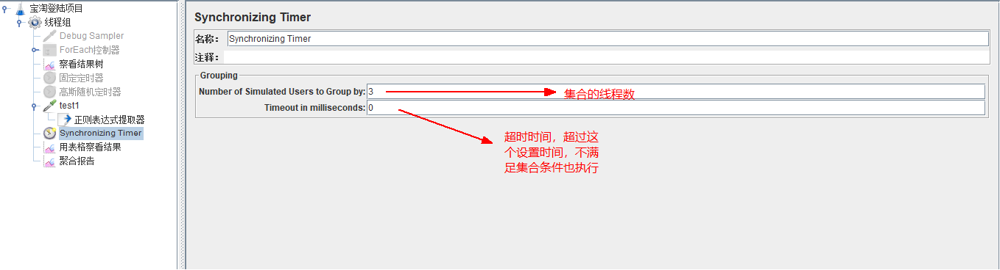 宝淘登陆项目
线程组
Debug Sampler
ForEach控制器
察看结果树
固定定时器
高斯随机定时器
test1
正则表达式提取器
Synchronizing Timer
用表格察看结果
聚合报告
Synchronizing Timer
名称： Synchronizing Timer
注释：
Grouping
Number of Simulated Users to Group by: 3
集合的线程数
Timeout in milliseconds: 0
超时时间，超过这
个设置时间，不满
足集合条件也执行